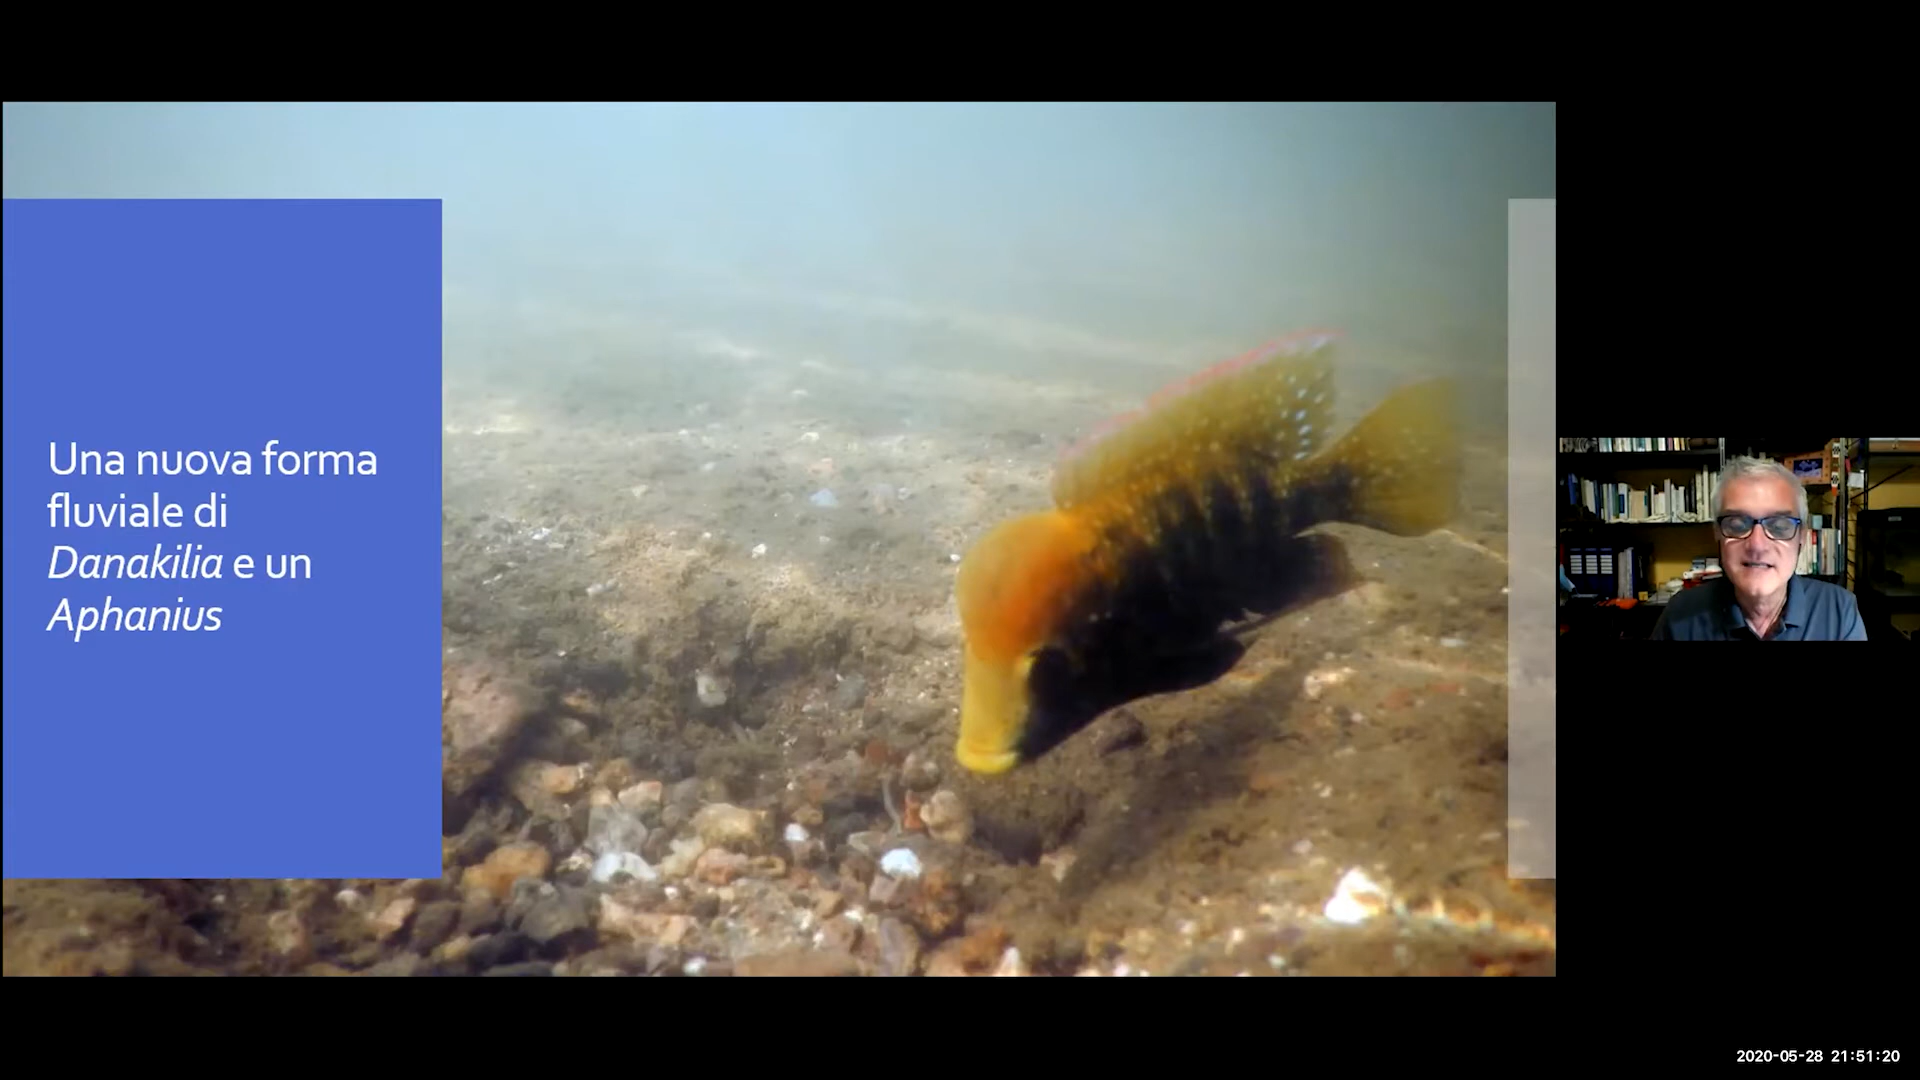 Una nuova forma
fluviale di
Danakilia e un
Aphanius
2020-05-28 21:51:20